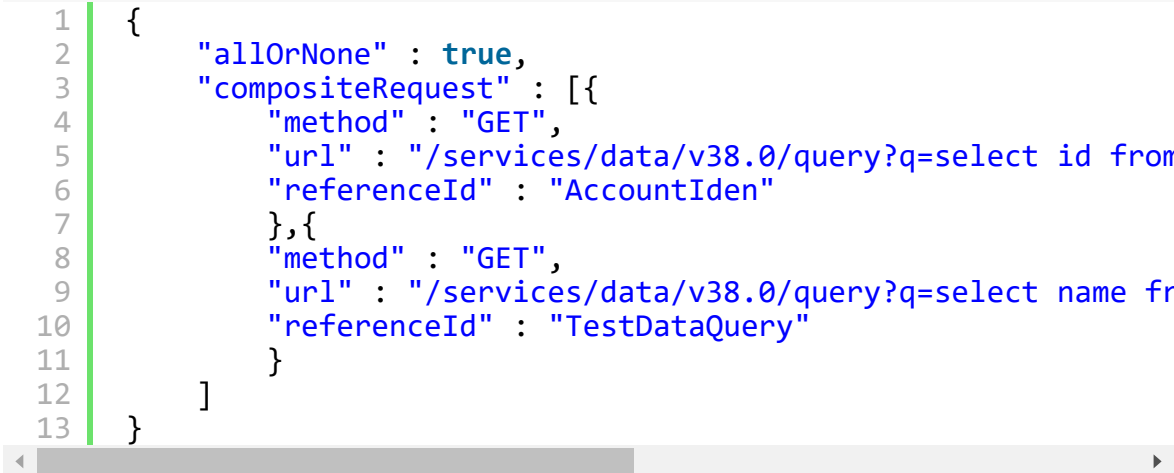 1 {
2 "allOrNone" : true,
3 "compositeRequest" : [{
4 "method" : "GET",
5 "url" : "/services/data/v38.0/query?q=select id from
6 "referenceId" : "AccountIden"
7 },{
8 "method" : "GET",
9 "url" : "/services/data/v38.0/query?q=select name fr
10 "referenceId" : "TestDataQuery"
11 }
12 ]
13 }